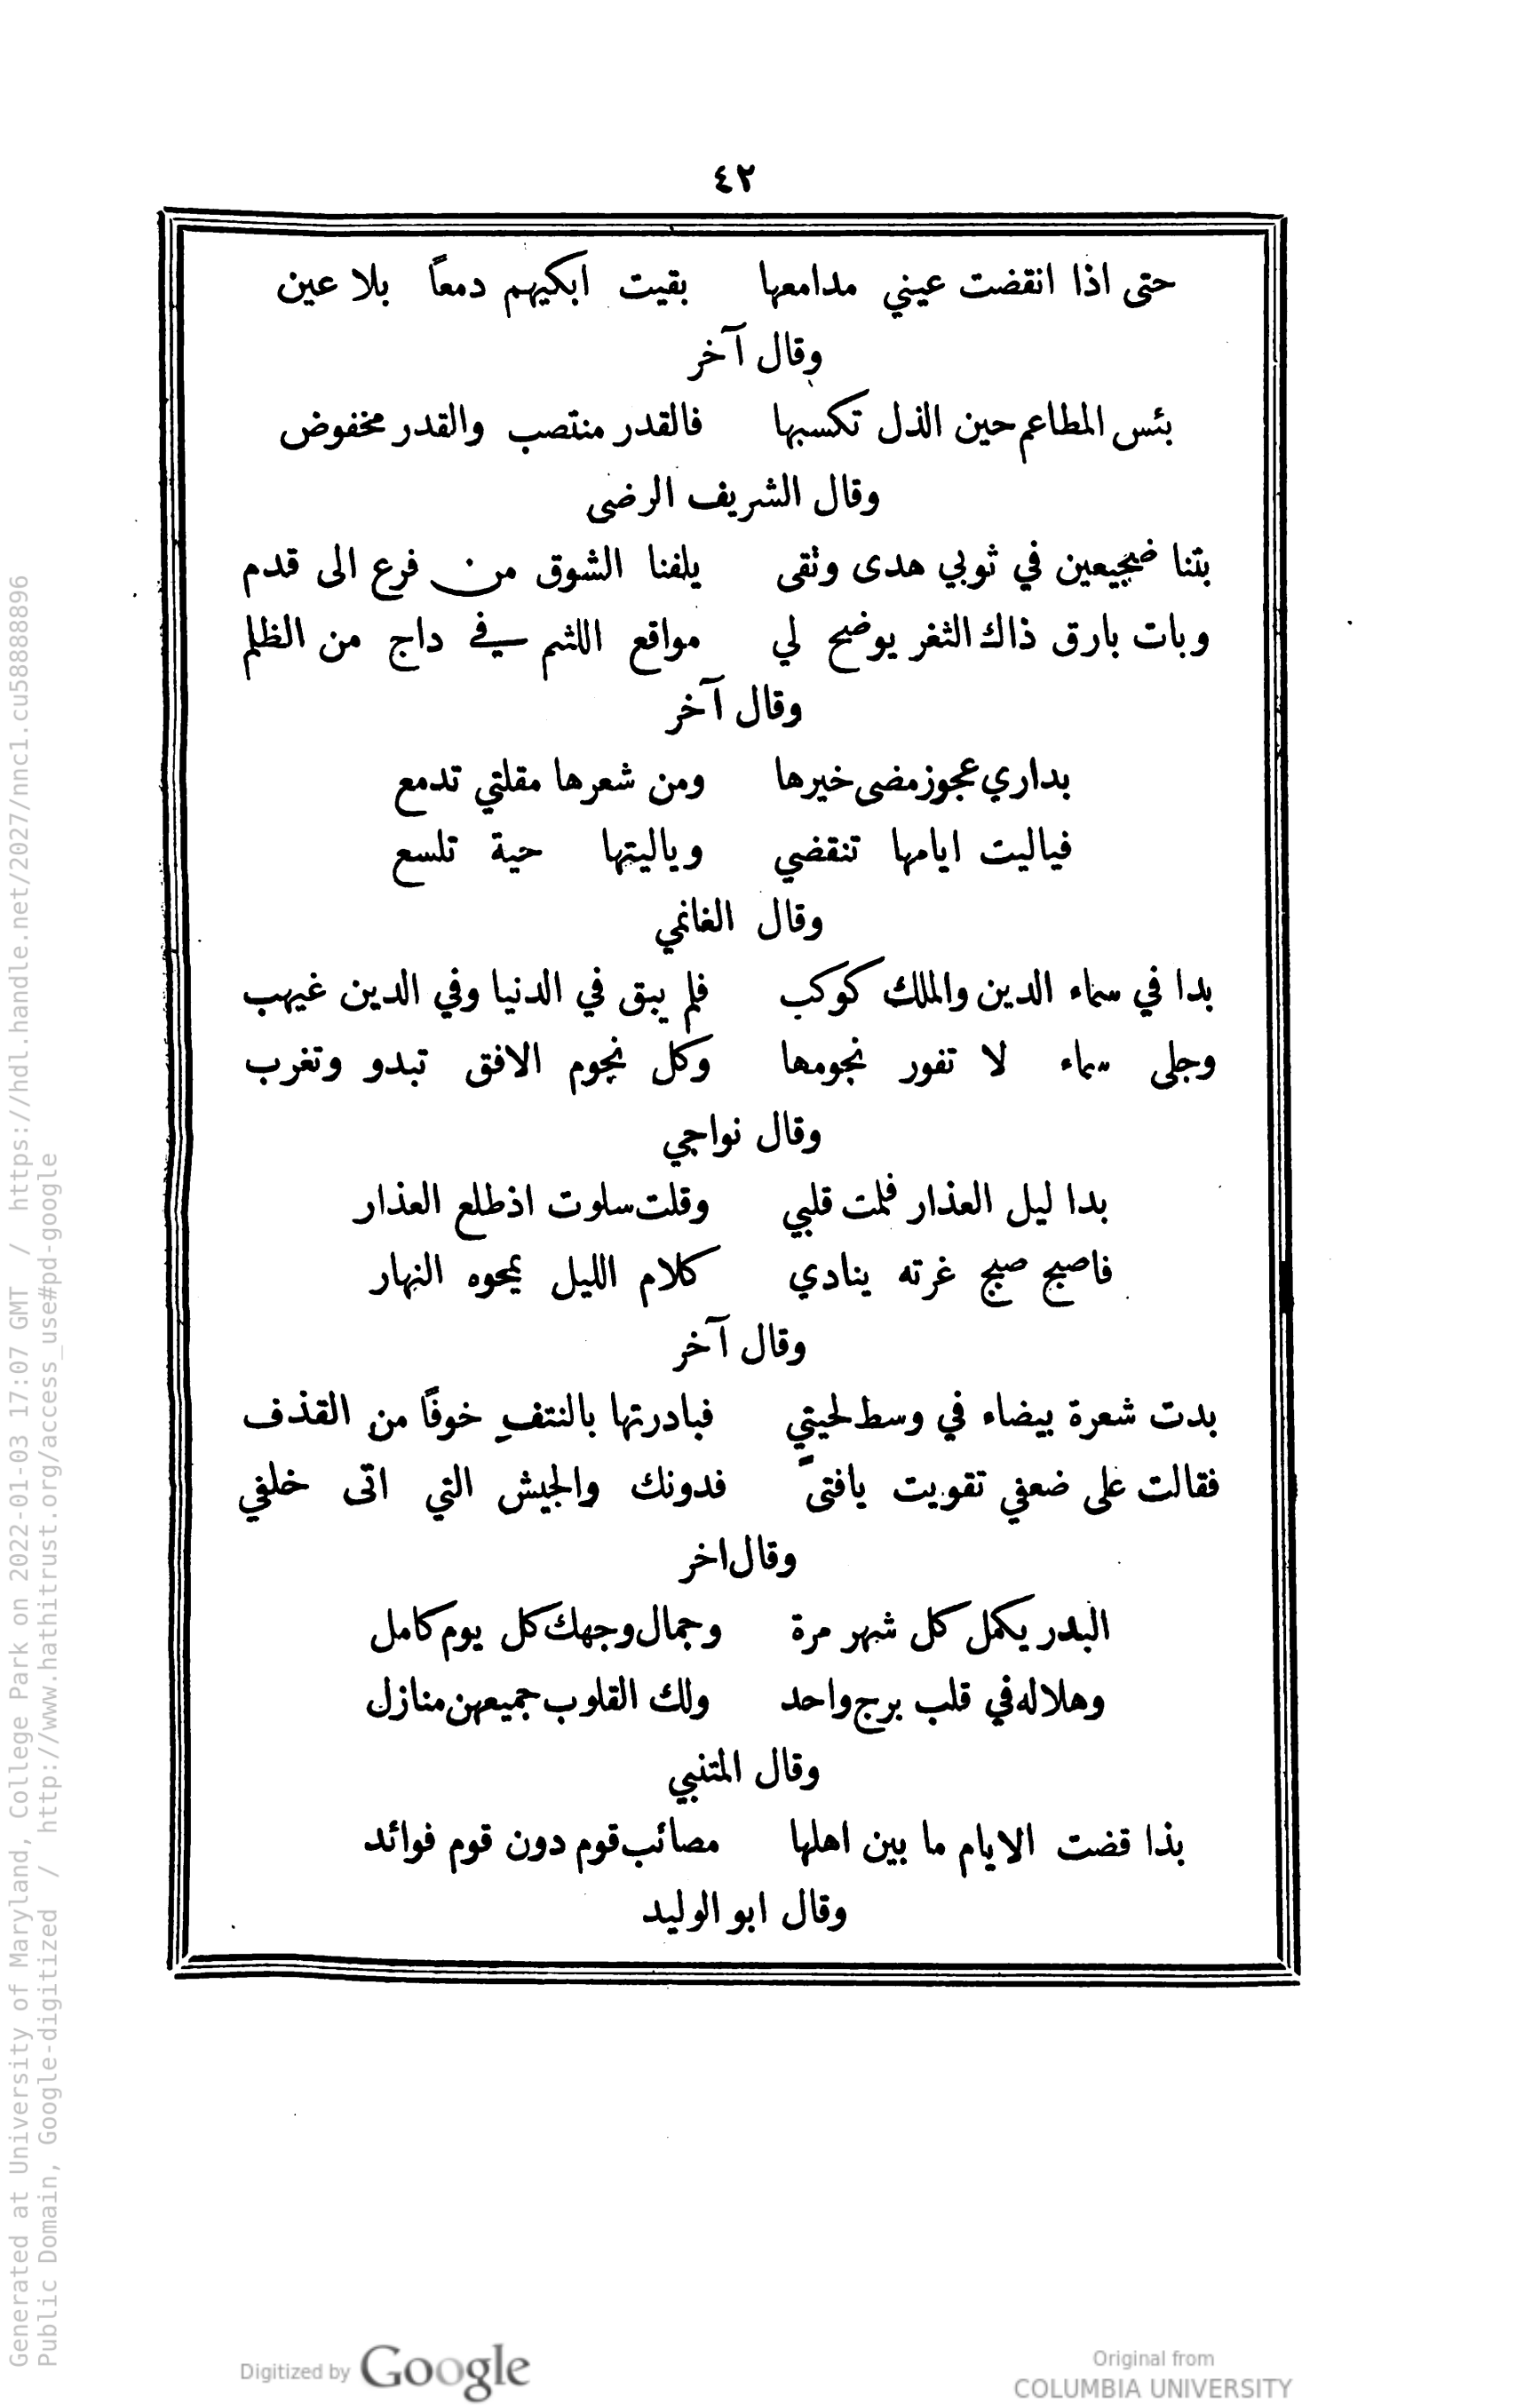 ٤٢
حتى اذا انقضت عيني مدامعها بقيت ابكيهم دمعاً بلا عين
وقال آخر
بئس المطاعم حين الذل تكسبها فالقدر منتصب والقدر مخفوض
وقال الشريف الرضى
بتنا ضجيعين في ثوبي هدى وتقى يلفنا الشوق من فرع الى قدم
وبات بارق ذاك الثغر يوضح لي مواقع اللثم في داج من الظلم
وقال آخر
بداري عجوز مضى خيرها ومن شعرها مقلتي تدمع
فياليت ايامها تنقضي وياليتها حية تلسع
وقال الغانمي
بدا في سماء الدين والملك كوكب فلم يبق في الدنيا وفي الدين غيهب
وجلى سماء لا تفور نجومها وكل نجوم الافق تبدو وتغرب
وقال نواجي
بدا ليل العذار فلمت قلبي وقلت سلوت اذ طلع العذار
فاصبح صبح غرته ينادي كلام الليل يمحوه النهار
وقال آخر
بدت شعرة بيضاء في وسط لحيتي فبادرتها بالنتفِ خوفًا من القذف
فقالت على ضعفي تقويت يافتى فدونك والجيش التي اتى خلفي
وقال اخر
البدر يكمل كل شهر مرة وجمال وجهك كل يوم كامل
وهلاله في قلب برج واحد ولك القلوب جميعهن منازل
وقال المتنبي
بذا قضت الايام ما بين اهلها مصائب قوم دون قوم فوائد
وقال ابو الوليد
Generated at University of Maryland, College Park on 2022-01-03 17:07 GMT / https://hdl.handle.net/2027/nnc1.cu58888896
Public Domain, Google-digitized / http://www.hathitrust.org/access_use#pd-google
Digitized by Google
Original from
COLUMBIA UNIVERSITY